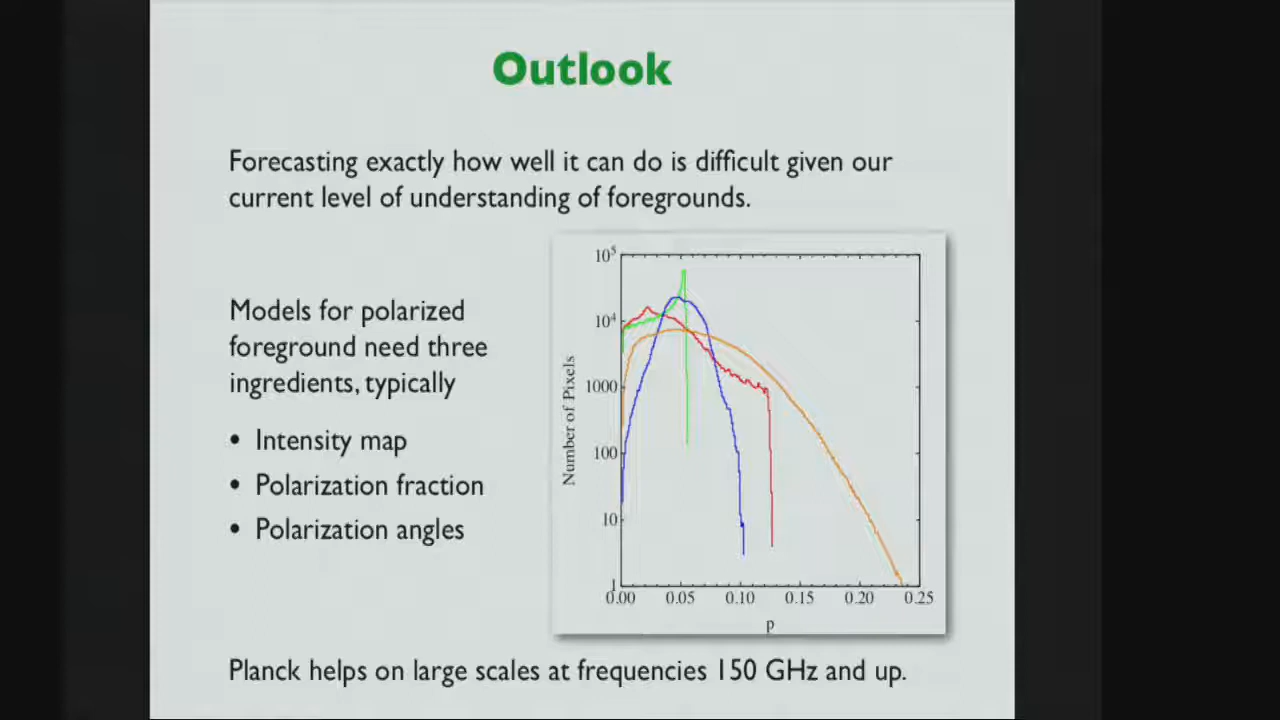 Outlook
Forecasting exactly how well it can do is difficult given our
current level of understanding of foregrounds.
Models for polarized
foreground need three
ingredients, typically
• Intensity map
• Polarization fraction
• Polarization angles
Number of Pixels
10⁵
10⁴
1000
100
10
1
0.00 0.05 0.10 0.15 0.20 0.25
p
Planck helps on large scales at frequencies 150 GHz and up.